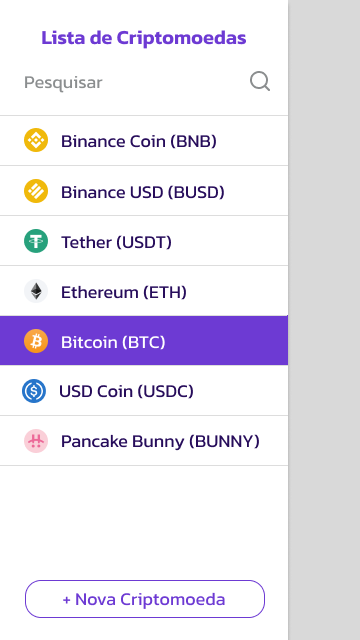 Lista de Criptomoedas
Pesquisar
Binance Coin (BNB)
Binance USD (BUSD)
Tether (USDT)
Ethereum (ETH)
Bitcoin (BTC)
USD Coin (USDC)
Pancake Bunny (BUNNY)
+ Nova Criptomoeda